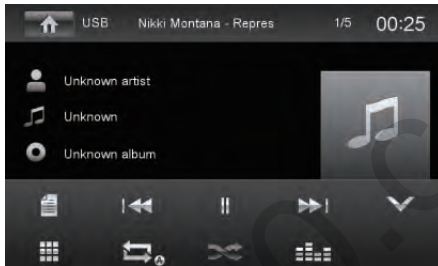 USB Nikki Montana - Repres 1/5 00:25
Unknown artist
Unknown
Unknown album